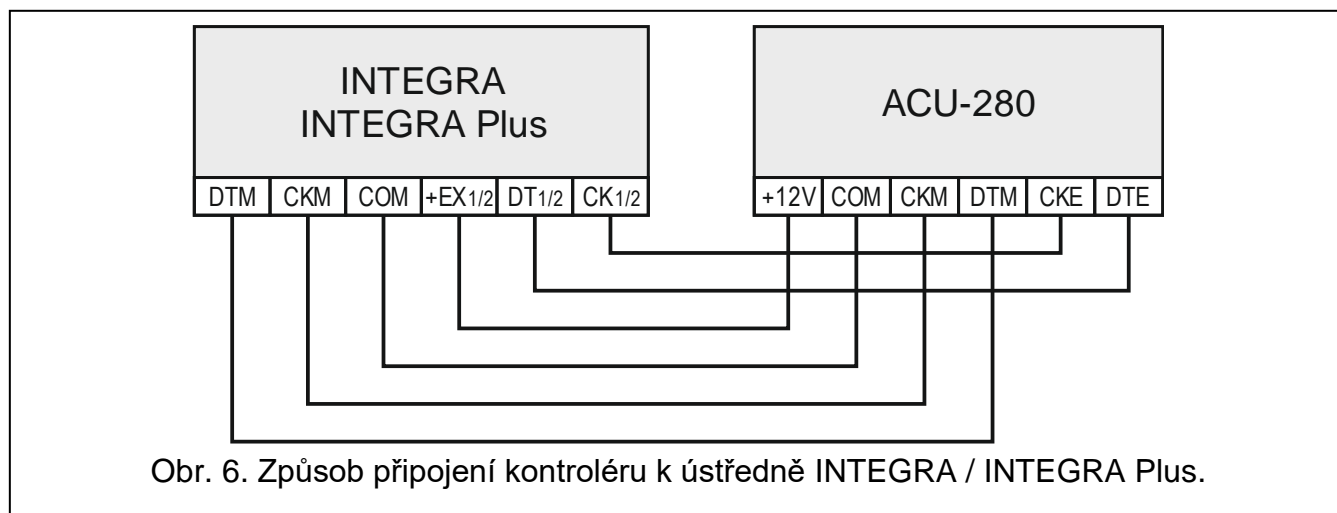 INTEGRA
INTEGRA Plus
ACU-280
DTM CKM COM +EX1/2 DT1/2 CK1/2
+12V COM CKM DTM CKE DTE
Obr. 6. Způsob připojení kontroléru k ústředně INTEGRA / INTEGRA Plus.